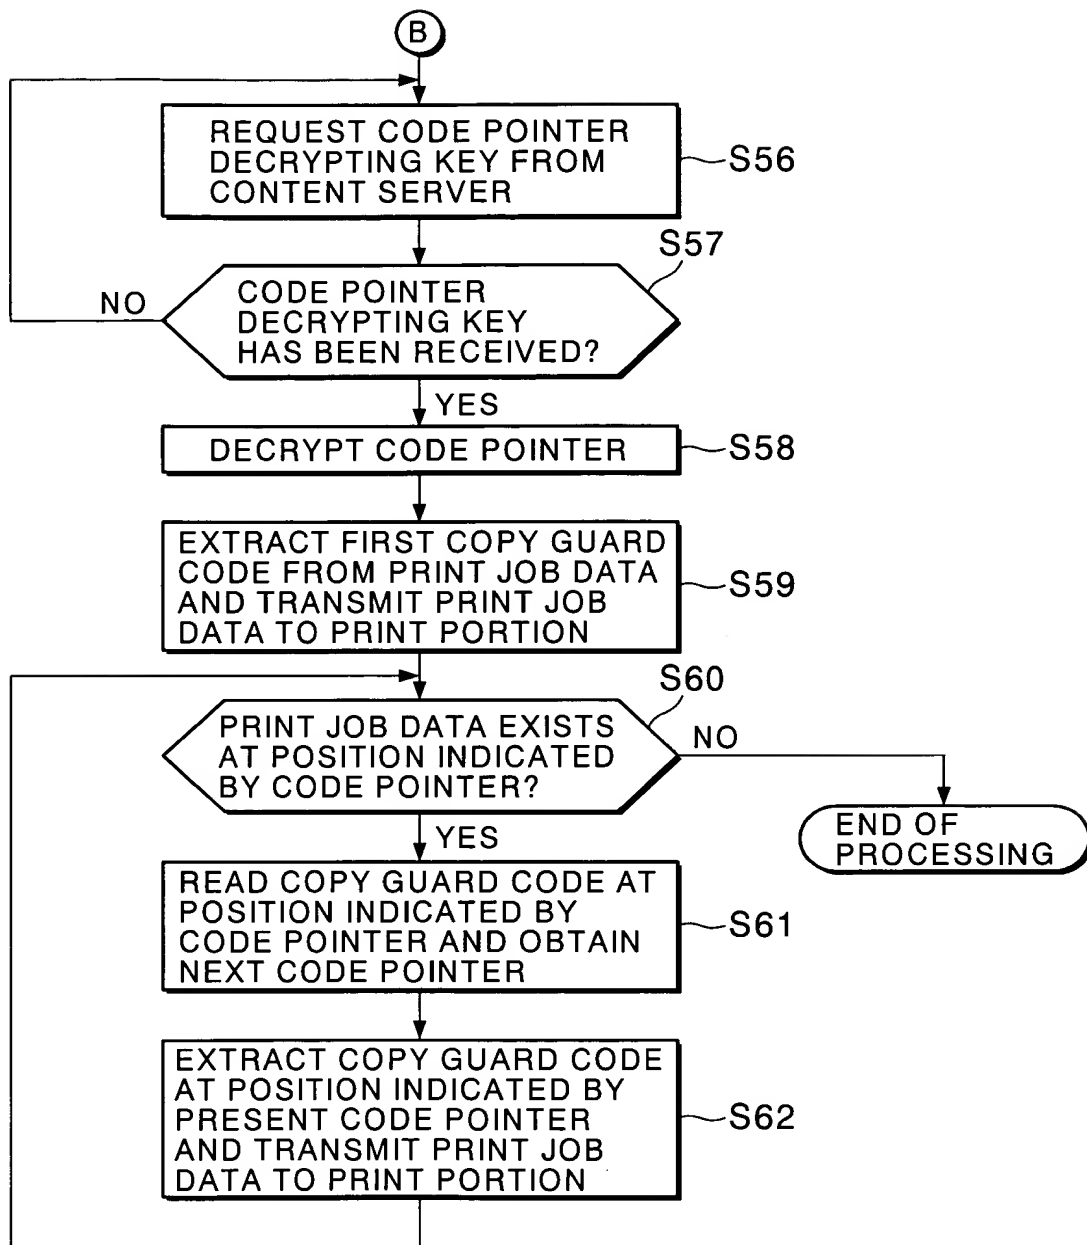 B
REQUEST CODE POINTER
DECRYPTING KEY FROM
CONTENT SERVER
S56
S57
NO
CODE POINTER
DECRYPTING KEY
HAS BEEN RECEIVED?
YES
DECRYPT CODE POINTER
S58
EXTRACT FIRST COPY GUARD
CODE FROM PRINT JOB DATA
AND TRANSMIT PRINT JOB
DATA TO PRINT PORTION
S59
S60
PRINT JOB DATA EXISTS
AT POSITION INDICATED
BY CODE POINTER?
NO
END OF
PROCESSING
YES
READ COPY GUARD CODE AT
POSITION INDICATED BY
CODE POINTER AND OBTAIN
NEXT CODE POINTER
S61
EXTRACT COPY GUARD CODE
AT POSITION INDICATED BY
PRESENT CODE POINTER
AND TRANSMIT PRINT JOB
DATA TO PRINT PORTION
S62